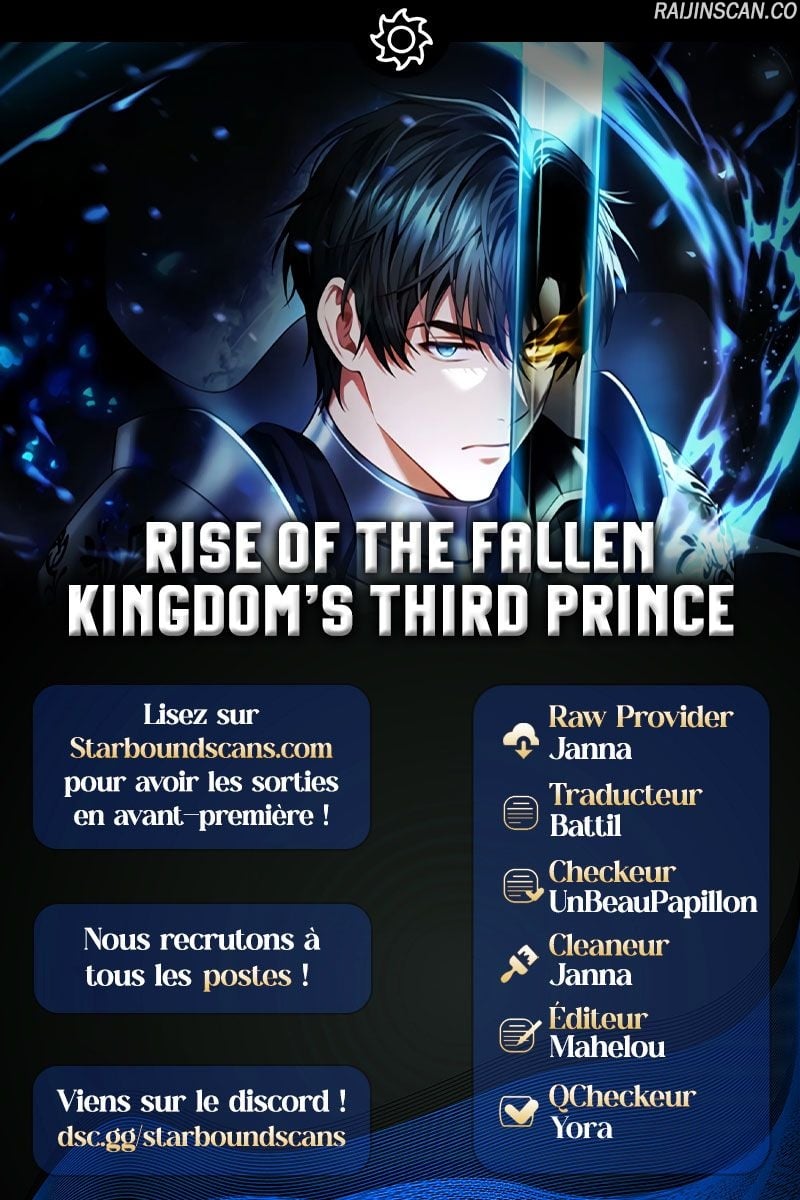 RAIJINSCAN.CO
RISE OF THE FALLEN
KINGDOM'S THIRD PRINCE
Lisez sur
Starboundscans.com
pour avoir les sorties
en avant-première !
Nous recrutons à
tous les postes !
Viens sur le discord !
dsc.gg/starboundscans
Raw Provider
Janna
Traducteur
Battil
Checkeur
UnBeauPapillon
Cleaneur
Janna
Éditeur
Mahelou
QCheckeur
Yora